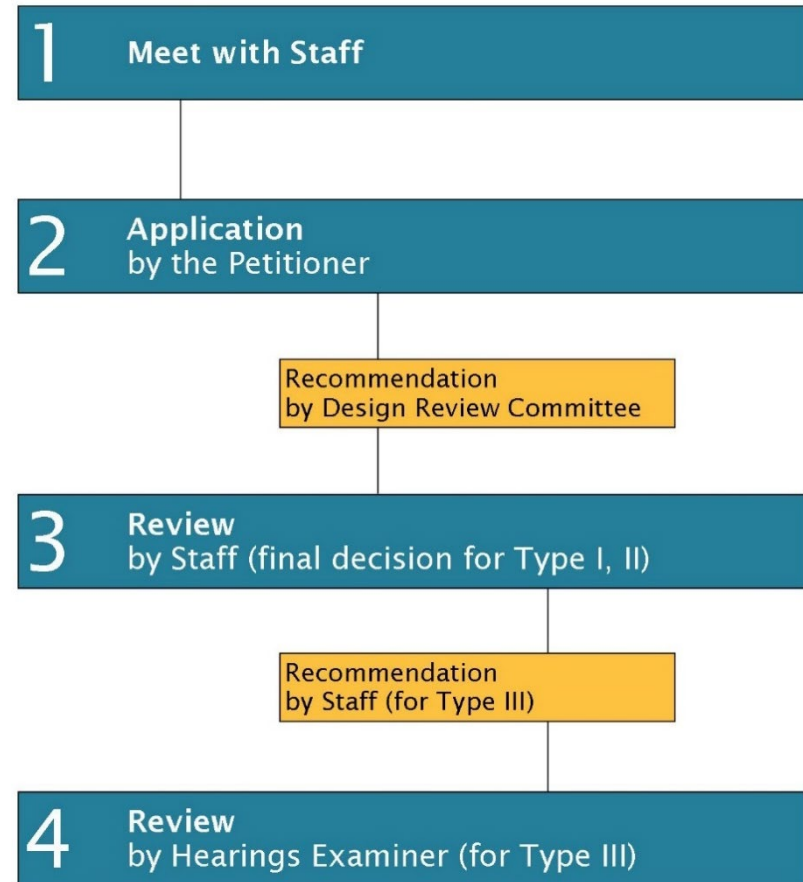 1 Meet with Staff
2 Application
by the Petitioner
Recommendation
by Design Review Committee
3 Review
by Staff (final decision for Type I, II)
Recommendation
by Staff (for Type III)
4 Review
by Hearings Examiner (for Type III)